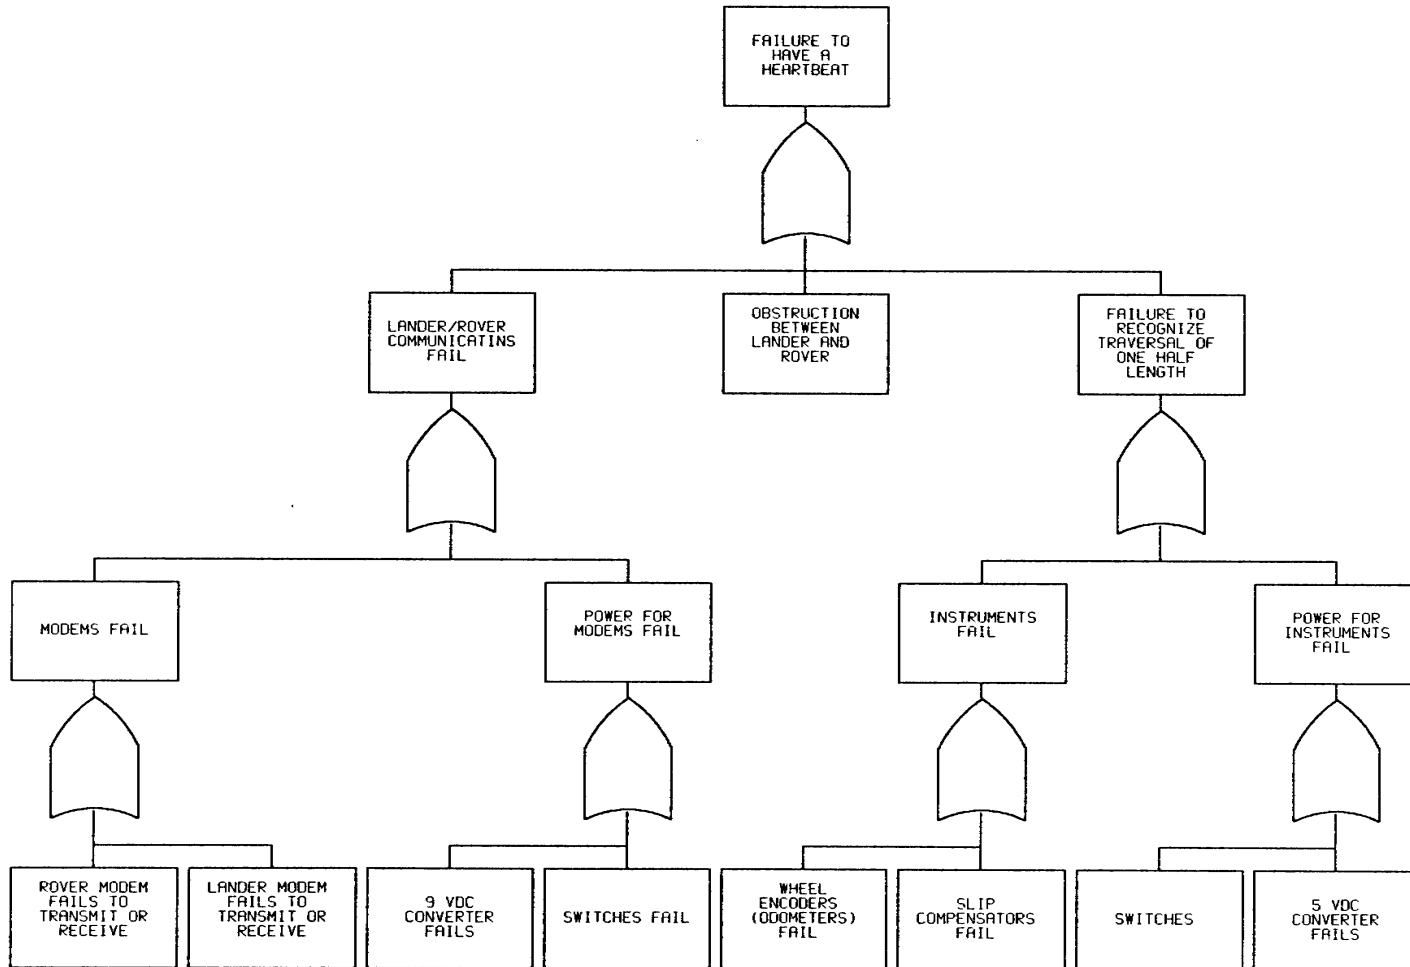 FAILURE TO
HAVE A
HEARTBEAT
LANDER/ROVER
COMMUNICATINS
FAIL
OBSTRUCTION
BETWEEN
LANDER AND
ROVER
FAILURE TO
RECOGNIZE
TRAVERSAL OF
ONE HALF
LENGTH
MODEMS FAIL
POWER FOR
MODEMS FAIL
INSTRUMENTS
FAIL
POWER FOR
INSTRUMENTS
FAIL
ROVER MODEM
FAILS TO
TRANSMIT OR
RECEIVE
LANDER MODEM
FAILS TO
TRANSMIT OR
RECEIVE
9 VDC
CONVERTER
FAILS
SWITCHES FAIL
WHEEL
ENCODERS
(ODOMETERS)
FAIL
SLIP
COMPENSATORS
FAIL
SWITCHES
5 VDC
CONVERTER
FAILS